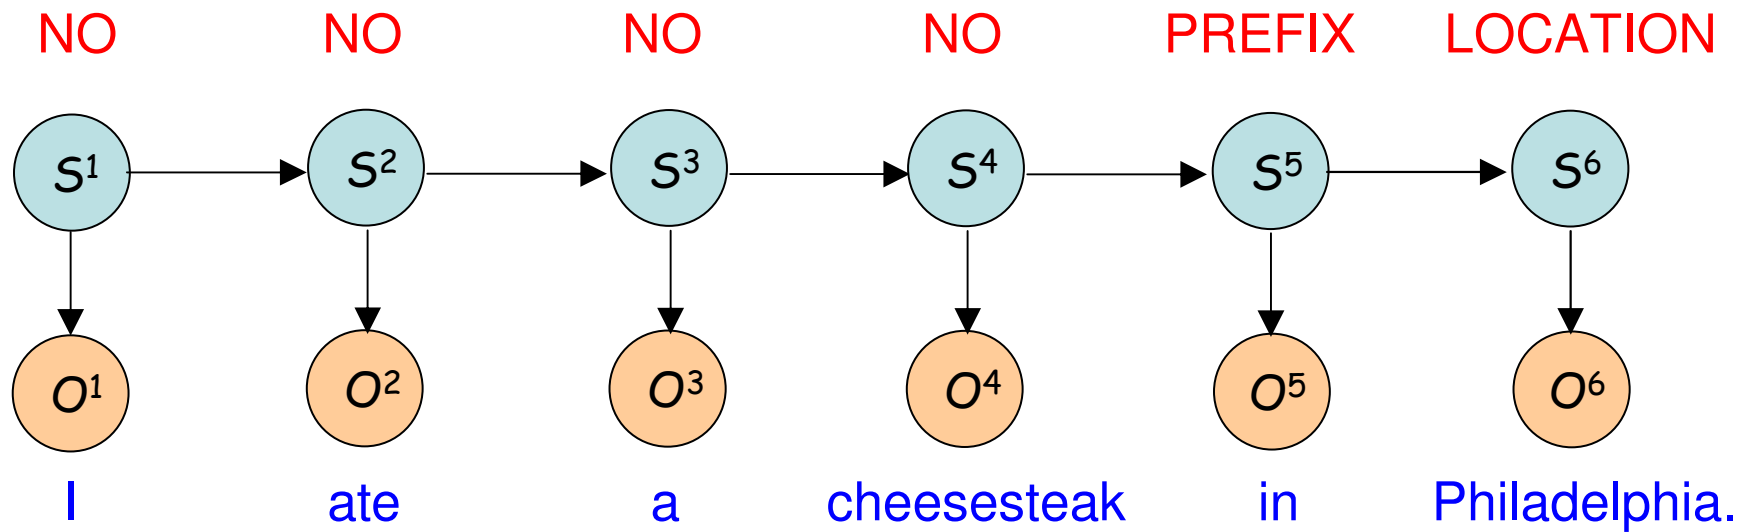 NO NO NO NO PREFIX LOCATION
S¹ S² S³ S⁴ S⁵ S⁶
O¹ O² O³ O⁴ O⁵ O⁶
I ate a cheesesteak in Philadelphia.